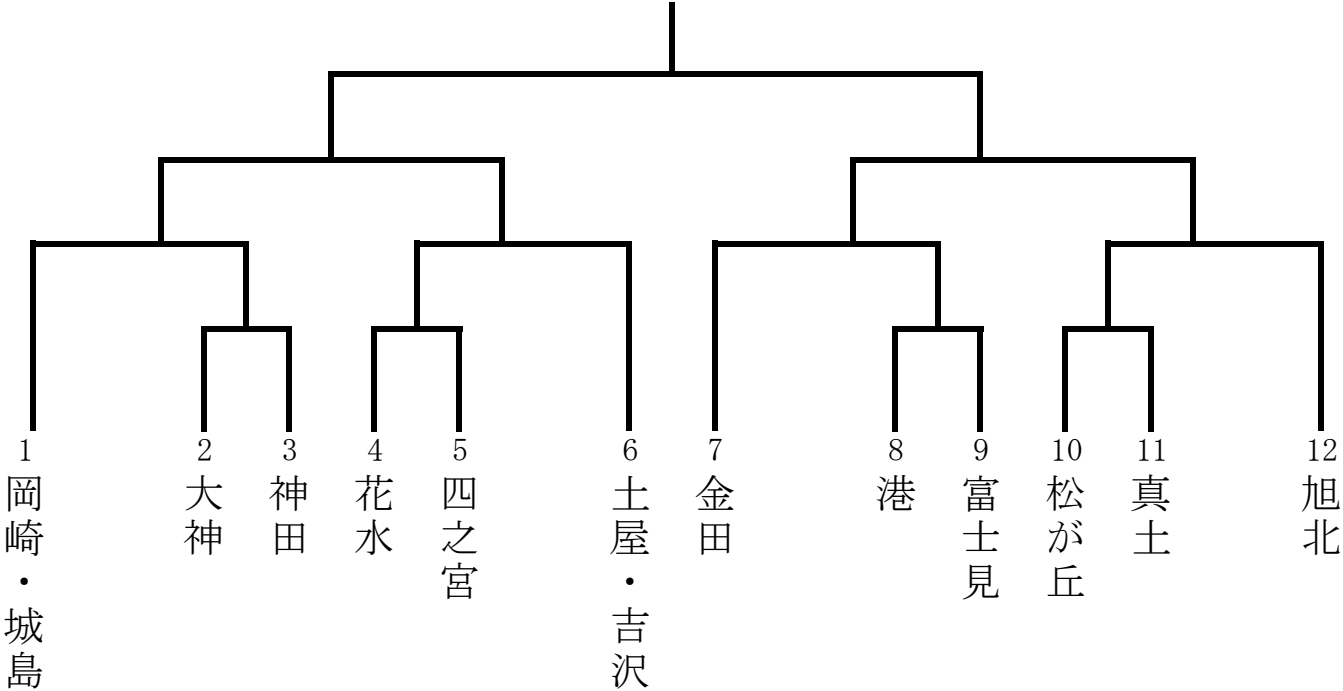 1
岡崎・城島
2
大神
3
神田
4
花水
5
四之宮
6
土屋・吉沢
7
金田
8
港
9
富士見
10
松が丘
11
真土
12
旭北